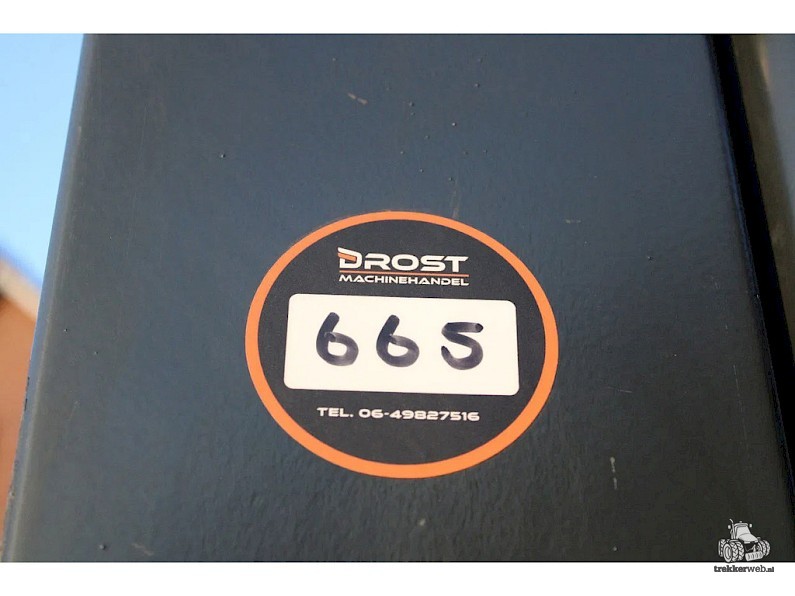 DROST
MACHINEHANDEL
665
TEL. 06-49827516
trekkerweb.nl